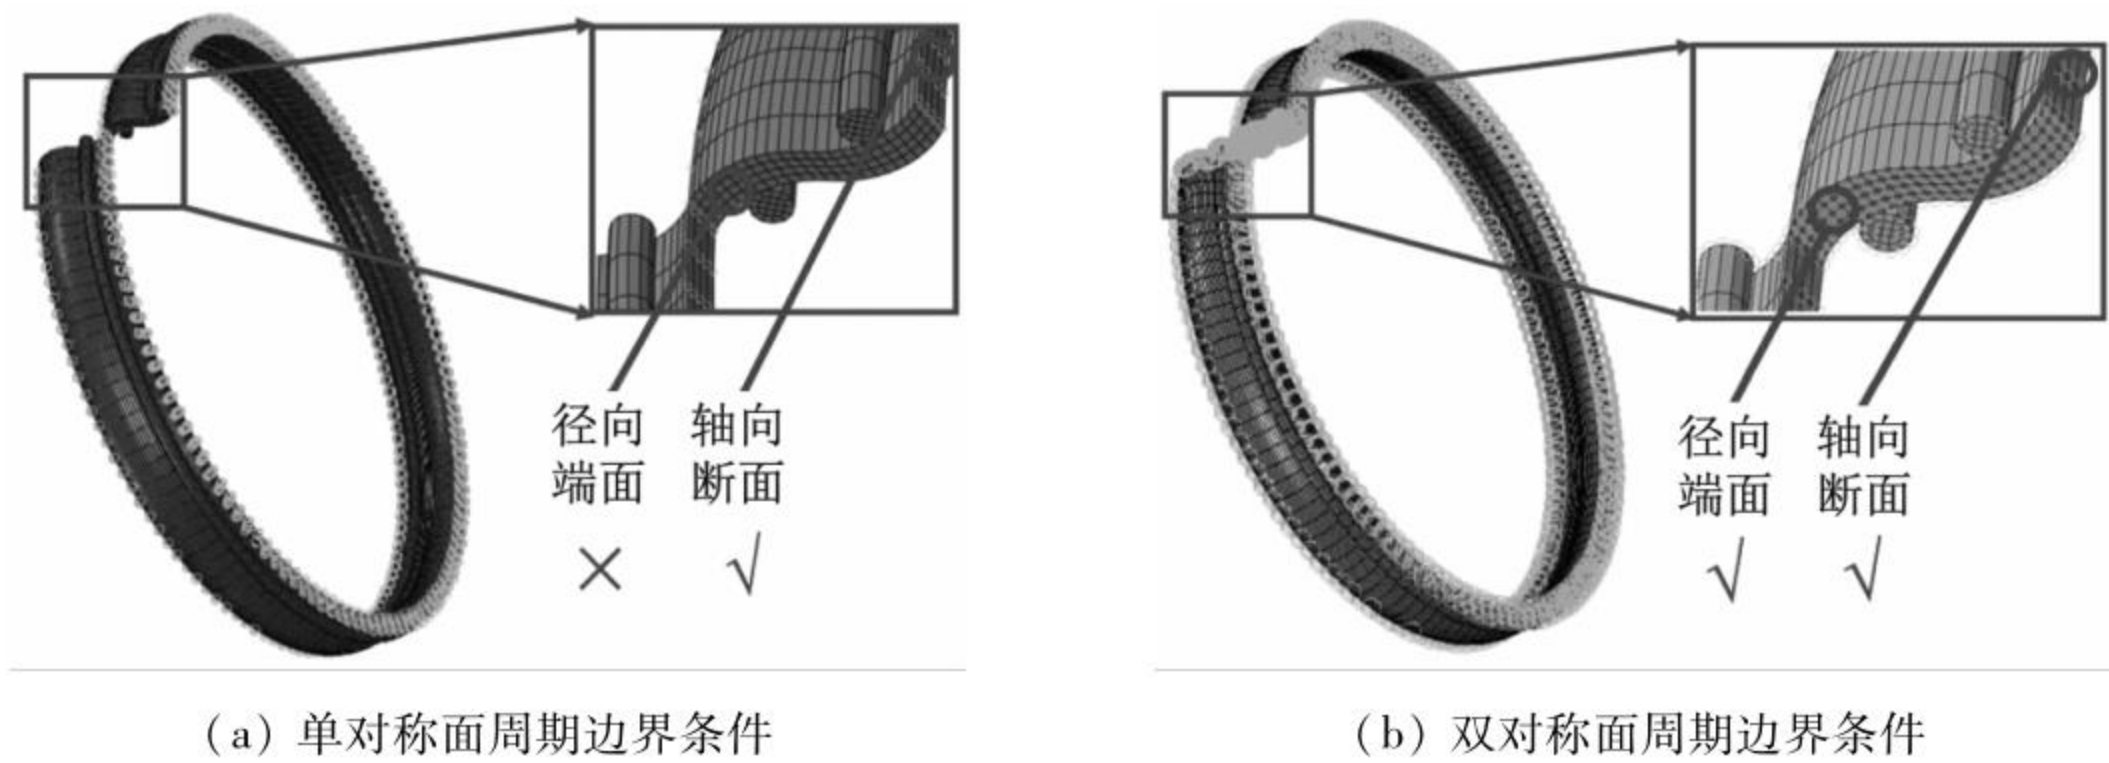 径向 轴向
端面 断面
× √
径向 轴向
端面 断面
√ √
(a) 单对称面周期边界条件
(b) 双对称面周期边界条件